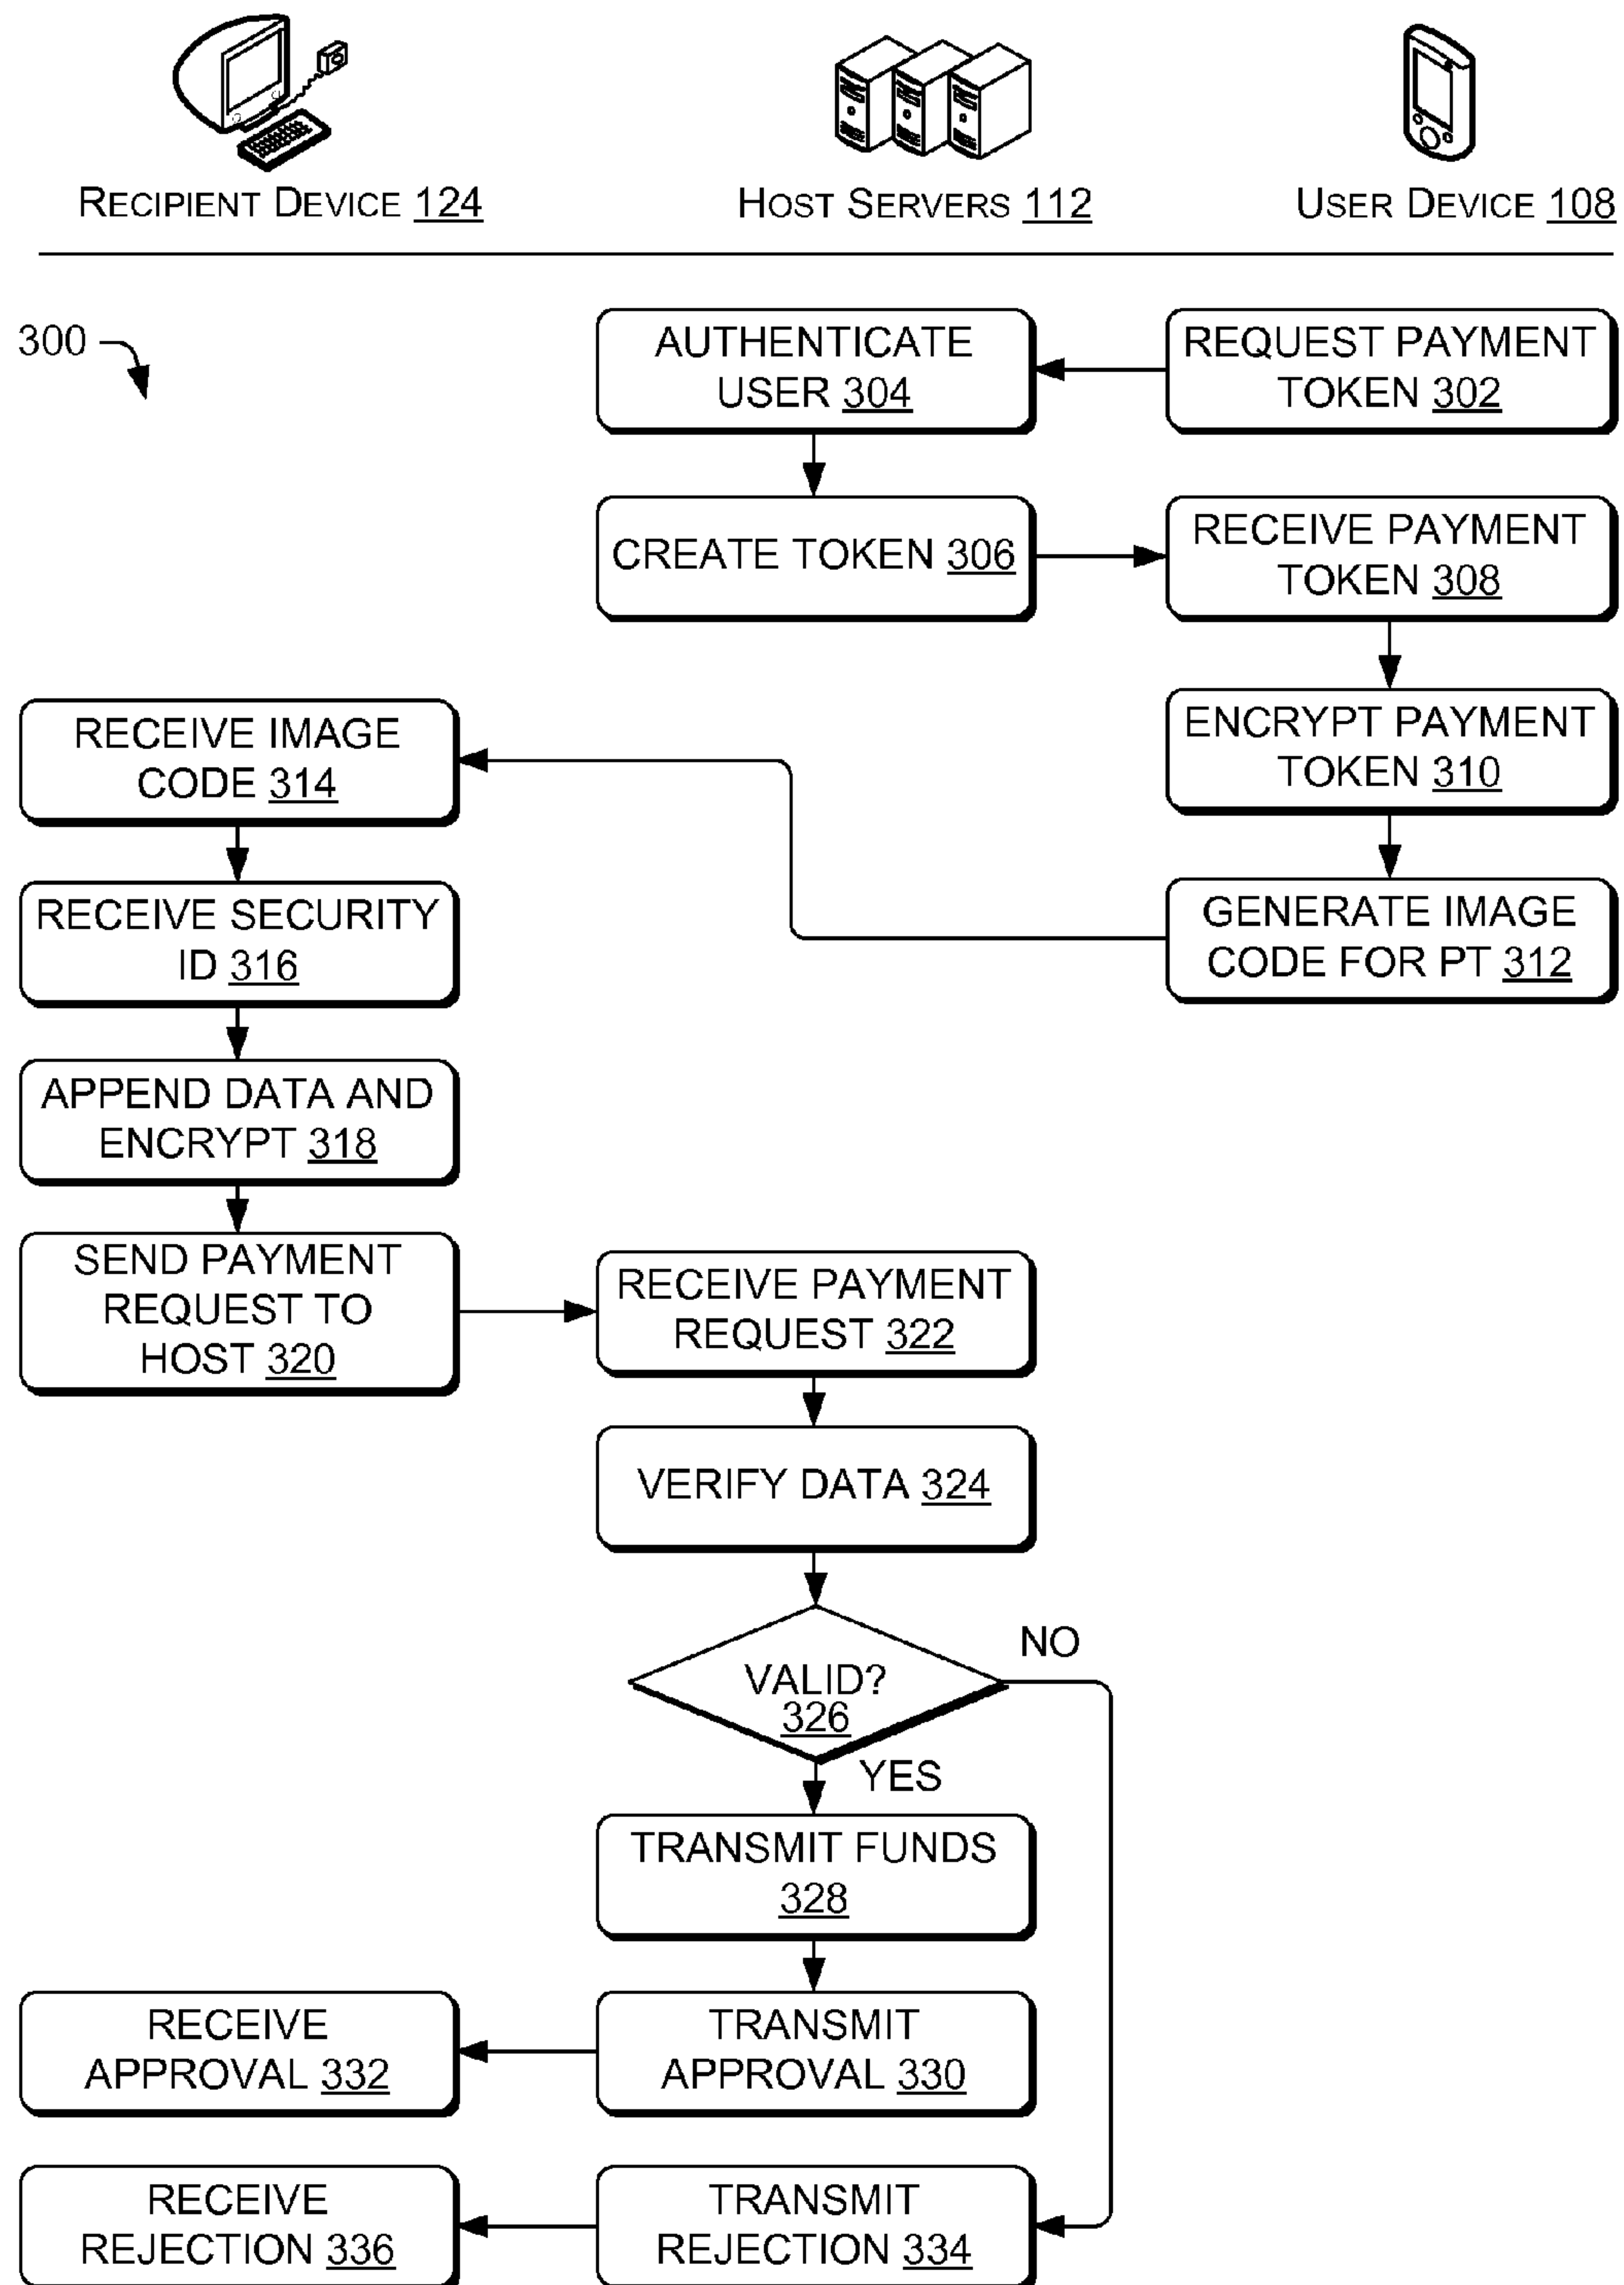 RECIPIENT DEVICE 124
HOST SERVERS 112
USER DEVICE 108
300
AUTHENTICATE
USER 304
REQUEST PAYMENT
TOKEN 302
CREATE TOKEN 306
RECEIVE PAYMENT
TOKEN 308
ENCRYPT PAYMENT
TOKEN 310
GENERATE IMAGE
CODE FOR PT 312
RECEIVE IMAGE
CODE 314
RECEIVE SECURITY
ID 316
APPEND DATA AND
ENCRYPT 318
SEND PAYMENT
REQUEST TO
HOST 320
RECEIVE PAYMENT
REQUEST 322
VERIFY DATA 324
VALID?
326
NO
YES
TRANSMIT FUNDS
328
TRANSMIT
APPROVAL 330
RECEIVE
APPROVAL 332
TRANSMIT
REJECTION 334
RECEIVE
REJECTION 336